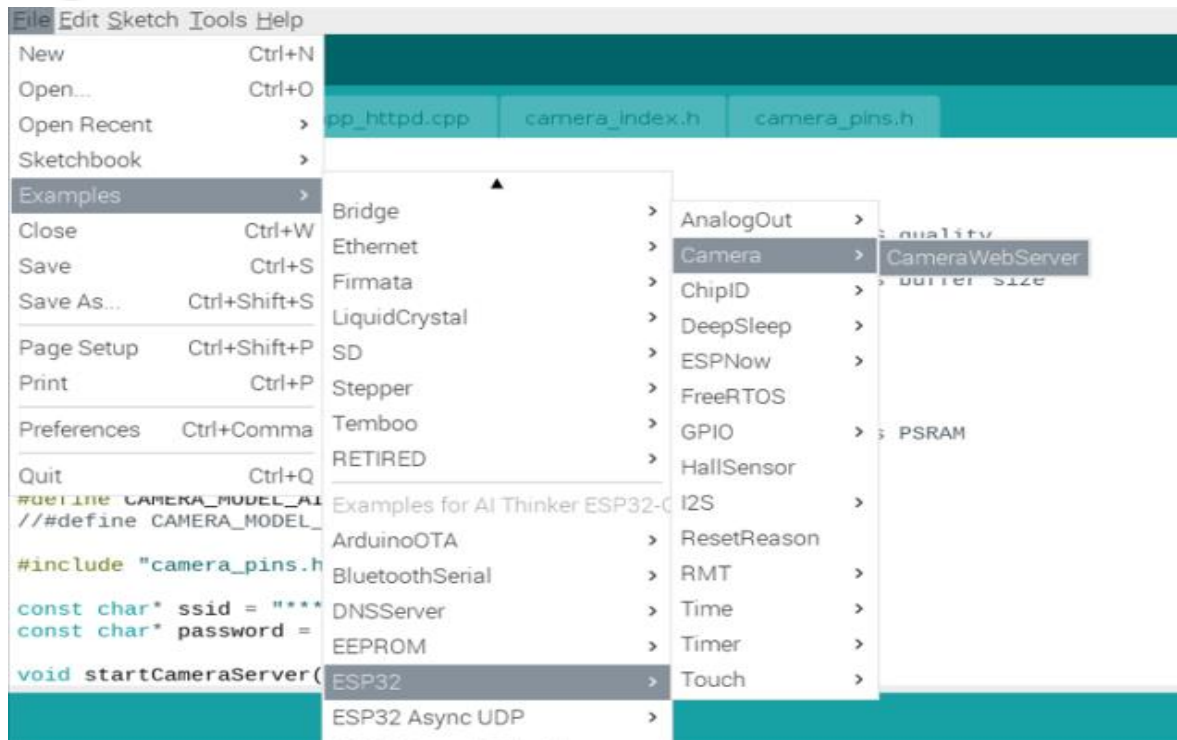 File Edit Sketch Tools Help
New Ctrl+N
Open... Ctrl+O
Open Recent >
Sketchbook >
Examples >
Close Ctrl+W
Save Ctrl+S
Save As... Ctrl+Shift+S
Page Setup Ctrl+Shift+P
Print Ctrl+P
Preferences Ctrl+Comma
Quit Ctrl+Q
pp_httpd.cpp camera_index.h camera_pins.h
Bridge >
Ethernet >
Firmata >
LiquidCrystal >
SD >
Stepper >
Temboo >
RETIRED >
Examples for AI Thinker ESP32-C
ArduinoOTA >
BluetoothSerial >
DNSServer >
EEPROM >
ESP32 >
ESP32 Async UDP >
AnalogOut >
Camera >
ChipID >
DeepSleep >
ESPNow >
FreeRTOS
GPIO >
HallSensor
I2S >
ResetReason
RMT >
Time >
Timer >
Touch >
CameraWebServer
quality
buffer size
s PSRAM
#define CAMERA_MODEL_AI
//#define CAMERA_MODEL_
#include "camera_pins.h
const char* ssid = "***
const char* password =
void startCameraServer(